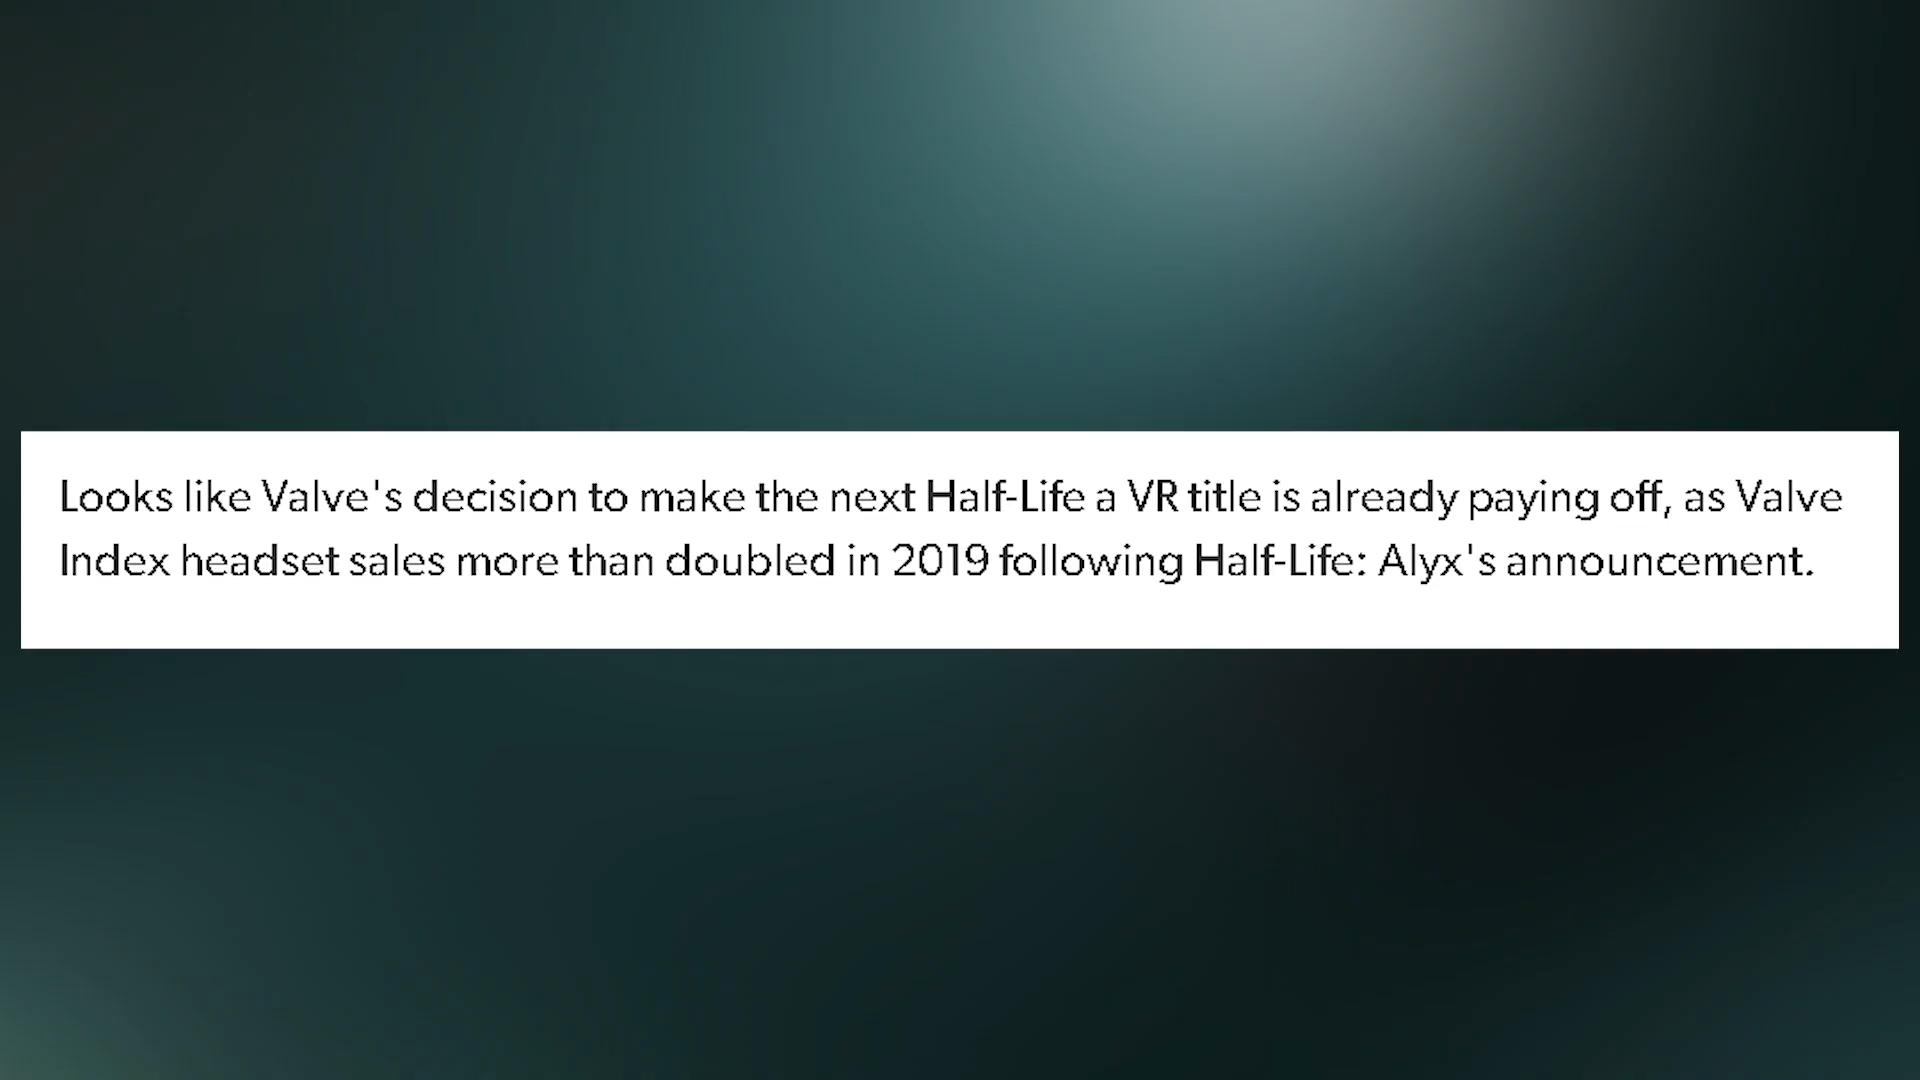 Looks like Valve's decision to make the next Half-Life a VR title is already paying off, as Valve
Index headset sales more than doubled in 2019 following Half-Life: Alyx's announcement.